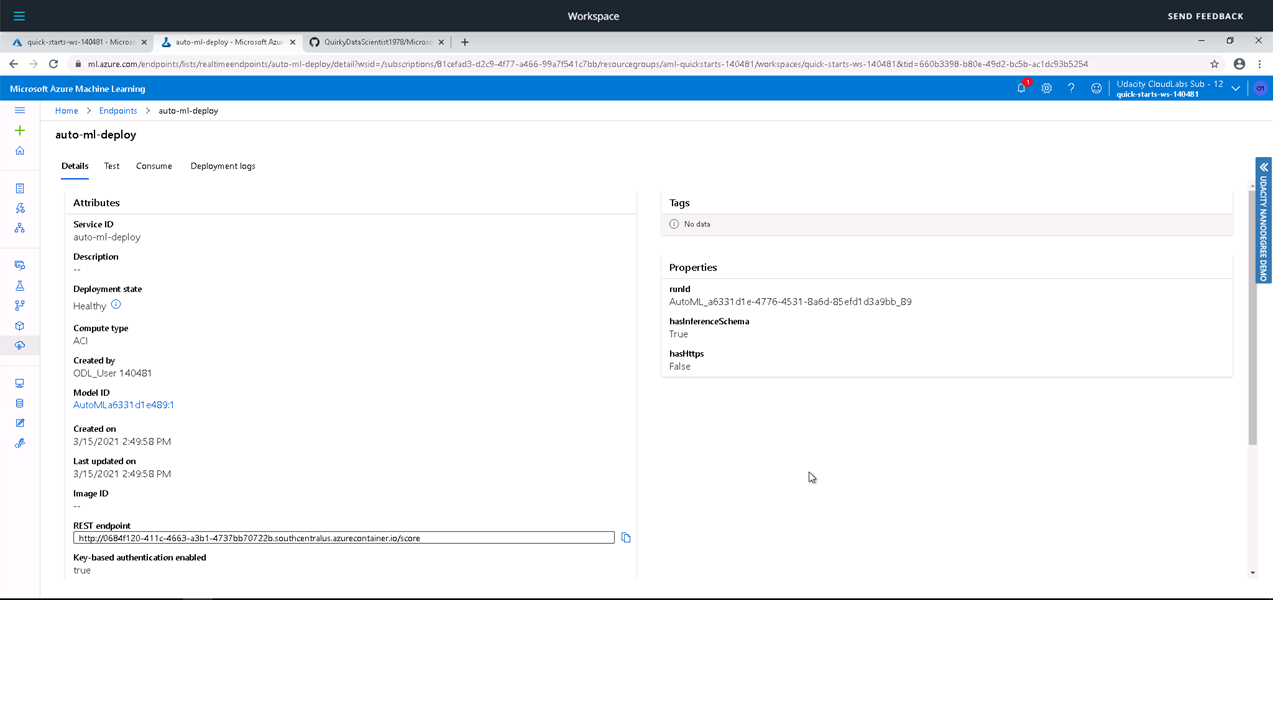 Workspace
SEND FEEDBACK
quick-starts-ws-140481 - Microso
auto-ml-deploy - Microsoft Azure
QuirkyDataScientist1978/Microso
ml.azure.com/endpoints/lists/realtimeendpoints/auto-ml-deploy/detail?wsid=/subscriptions/81cefad3-d2c9-4f77-a466-99a7f541c7bb/resourcegroups/aml-quickstarts-140481/workspaces/quick-starts-ws-140481&tid=660b3398-b80e-49d2-bc5b-ac1dc93b5254
Microsoft Azure Machine Learning
1
Udacity CloudLabs Sub - 12
quick-starts-ws-140481
O1
Home > Endpoints > auto-ml-deploy
auto-ml-deploy
Details
Test
Consume
Deployment logs
UDACITY NANODEGREE DEMO
Attributes
Service ID
auto-ml-deploy
Description
--
Deployment state
Healthy
Compute type
ACI
Created by
ODL_User 140481
Model ID
AutoMLa6331d1e489:1
Created on
3/15/2021 2:49:58 PM
Last updated on
3/15/2021 2:49:58 PM
Image ID
--
REST endpoint
http://0684f120-411c-4663-a3b1-4737bb70722b.southcentralus.azurecontainer.io/score
Key-based authentication enabled
true
Tags
No data
Properties
runId
AutoML_a6331d1e-4776-4531-8a6d-85efd1d3a9bb_89
hasInferenceSchema
True
hasHttps
False